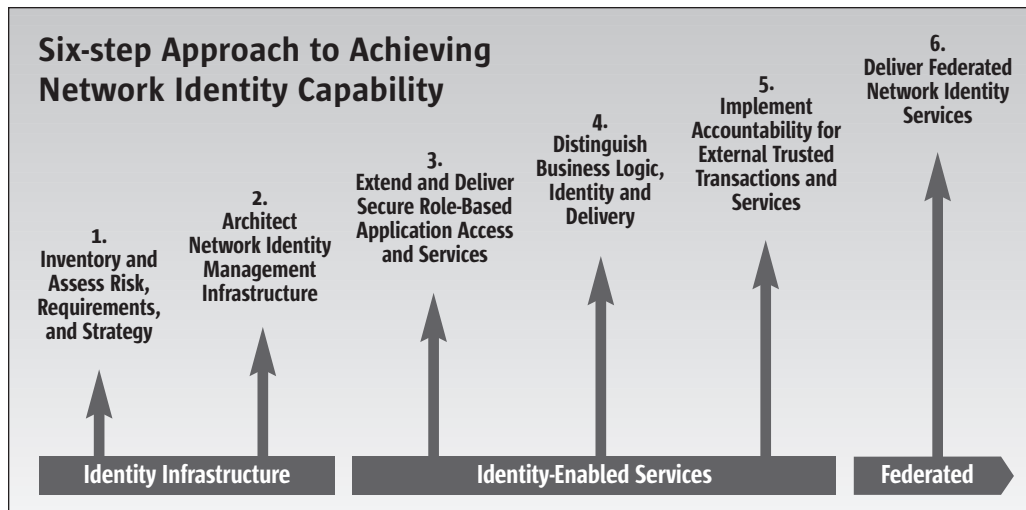 Six-step Approach to Achieving
Network Identity Capability
1.
Inventory and
Assess Risk,
Requirements,
and Strategy
2.
Architect
Network Identity
Management
Infrastructure
3.
Extend and Deliver
Secure Role-Based
Application Access
and Services
4.
Distinguish
Business Logic,
Identity and
Delivery
5.
Implement
Accountability for
External Trusted
Transactions and
Services
6.
Deliver Federated
Network Identity
Services
Identity Infrastructure
Identity-Enabled Services
Federated